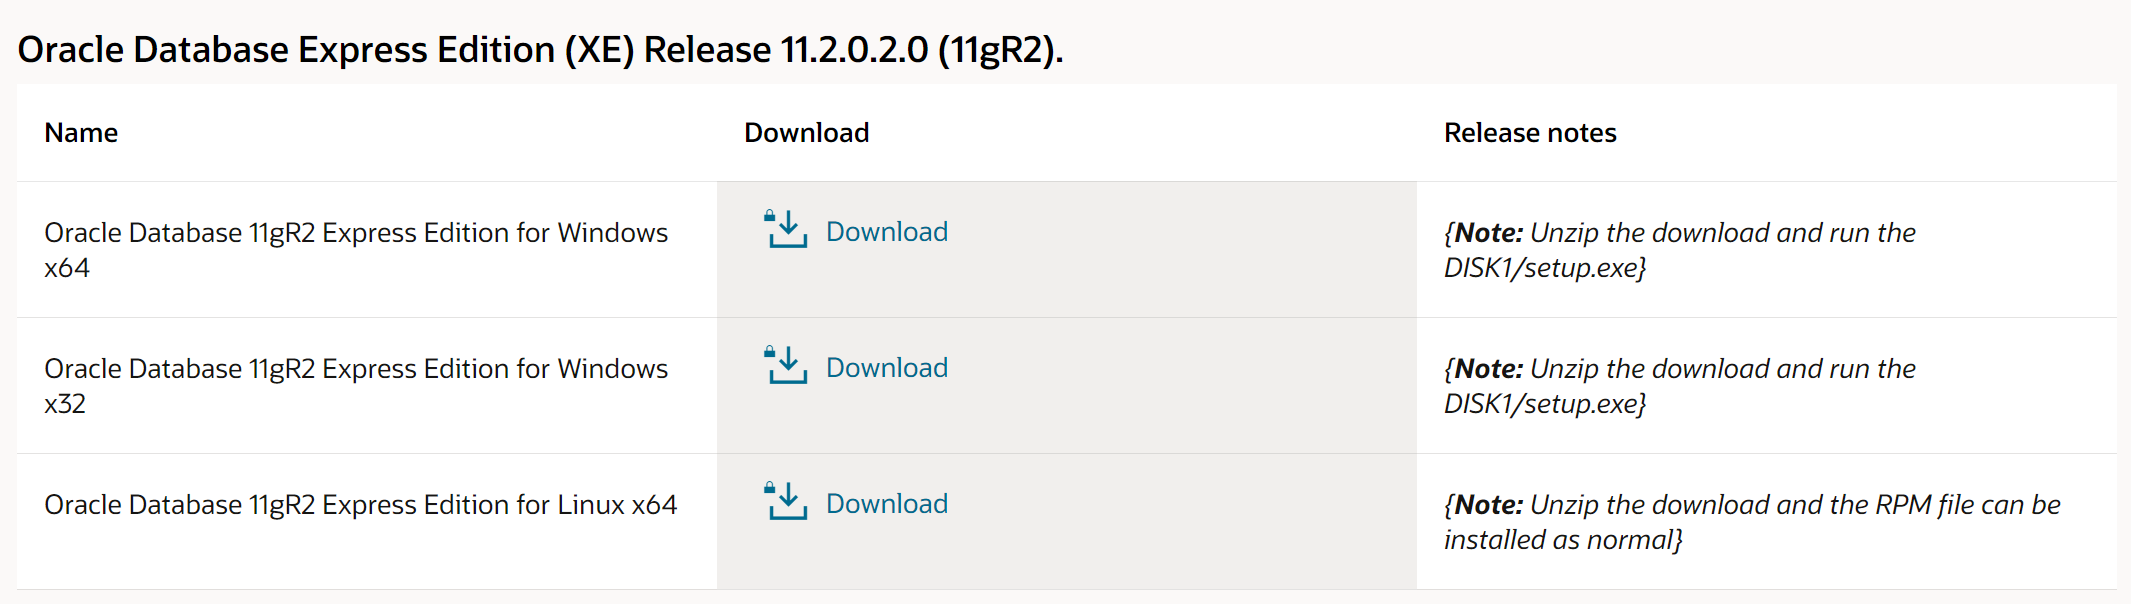 Oracle Database Express Edition (XE) Release 11.2.0.2.0 (11gR2).
Name
Download
Release notes
Oracle Database 11gR2 Express Edition for Windows
x64
Download
{Note: Unzip the download and run the
DISK1/setup.exe}
Oracle Database 11gR2 Express Edition for Windows
x32
Download
{Note: Unzip the download and run the
DISK1/setup.exe}
Oracle Database 11gR2 Express Edition for Linux x64
Download
{Note: Unzip the download and the RPM file can be
installed as normal}